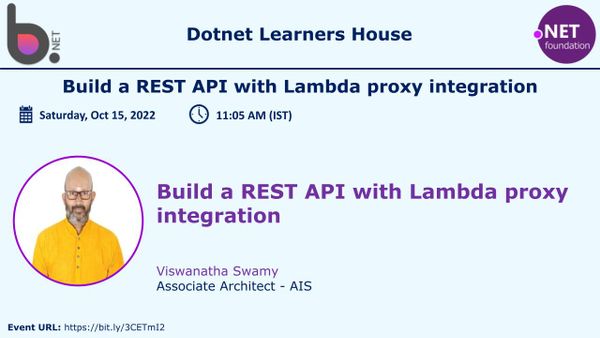 b.
.NET
Dotnet Learners House
.NET
foundation
Build a REST API with Lambda proxy integration
Saturday, Oct 15, 2022
11:05 AM (IST)
Build a REST API with Lambda proxy
integration
Viswanatha Swamy
Associate Architect - AIS
Event URL: https://bit.ly/3CETmI2